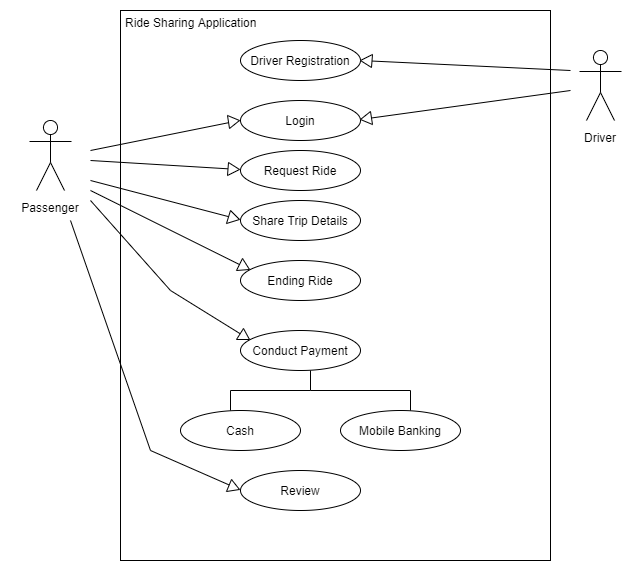 Ride Sharing Application
Driver Registration
Login
Driver
Request Ride
Passenger
Share Trip Details
Ending Ride
Conduct Payment
Cash
Mobile Banking
Review